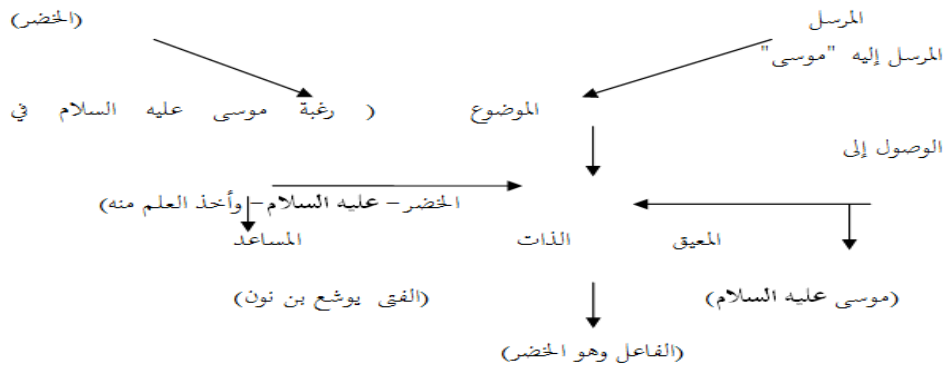 المرسل (الخضر)
المرسل إليه "موسى"
الموضوع ( رغبة موسى عليه السلام في
الوصول إلى
الخضر– عليه السلام– وأخذ العلم منه)
المعيق الذات المساعد
(موسى عليه السلام) (الفتى يوشع بن نون)
(الفاعل وهو الخضر)